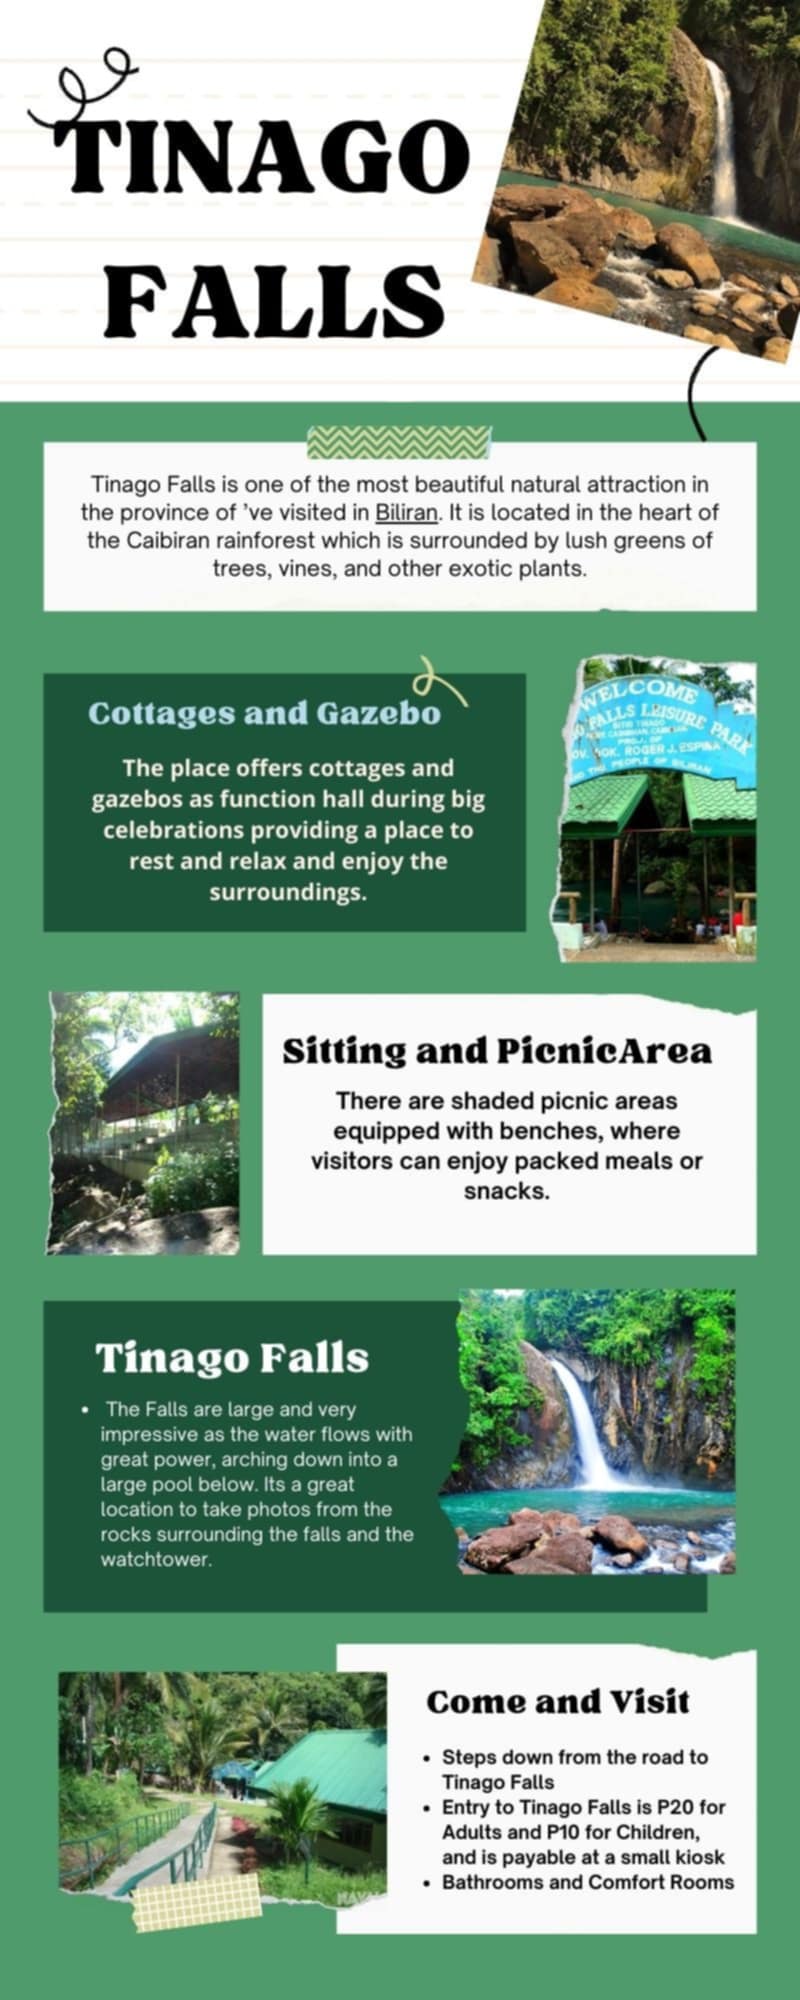 TINAGO
FALLS
Tinago Falls is one of the most beautiful natural attraction in
the province of ’ve visited in Biliran. It is located in the heart of
the Caibiran rainforest which is surrounded by lush greens of
trees, vines, and other exotic plants.
Cottages and Gazebo
The place offers cottages and
gazebos as function hall during big
celebrations providing a place to
rest and relax and enjoy the
surroundings.
WELCOME
FALLS LEISURE PARK
ROGER J. ESPINA
THE PEOPLE OF BILIRAN
Sitting and PicnicArea
There are shaded picnic areas
equipped with benches, where
visitors can enjoy packed meals or
snacks.
Tinago Falls
• The Falls are large and very
impressive as the water flows with
great power, arching down into a
large pool below. Its a great
location to take photos from the
rocks surrounding the falls and the
watchtower.
Come and Visit
• Steps down from the road to
Tinago Falls
• Entry to Tinago Falls is P20 for
Adults and P10 for Children,
and is payable at a small kiosk
• Bathrooms and Comfort Rooms